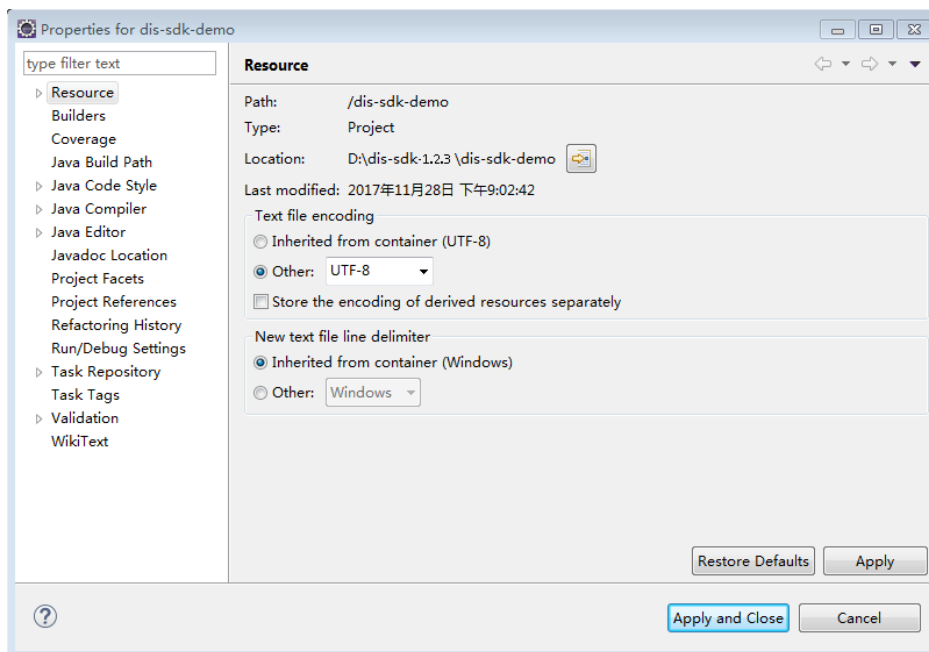 Properties for dis-sdk-demo
type filter text
Resource
Builders
Coverage
Java Build Path
Java Code Style
Java Compiler
Java Editor
Javadoc Location
Project Facets
Project References
Refactoring History
Run/Debug Settings
Task Repository
Task Tags
Validation
WikiText
Resource
Path: /dis-sdk-demo
Type: Project
Location: D:\dis-sdk-1.2.3 \dis-sdk-demo
Last modified: 2017年11月28日 下午9:02:42
Text file encoding
Inherited from container (UTF-8)
Other: UTF-8
Store the encoding of derived resources separately
New text file line delimiter
Inherited from container (Windows)
Other: Windows
Restore Defaults Apply
? Apply and Close Cancel